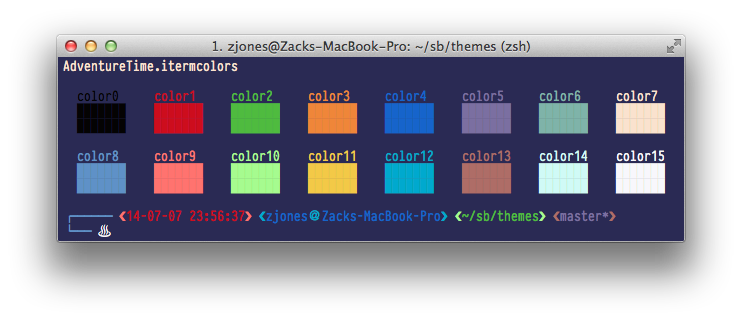 1. zjones@Zacks-MacBook-Pro: ~/sb/themes (zsh)
AdventureTime.itermcolors
color0 color1 color2 color3 color4 color5 color6 color7
color8 color9 color10 color11 color12 color13 color14 color15
┌───── ❮14-07-07 23:56:37❯ ❮zjones@Zacks-MacBook-Pro❯ ❮~/sb/themes❯ ❮master*❯
└── ♨